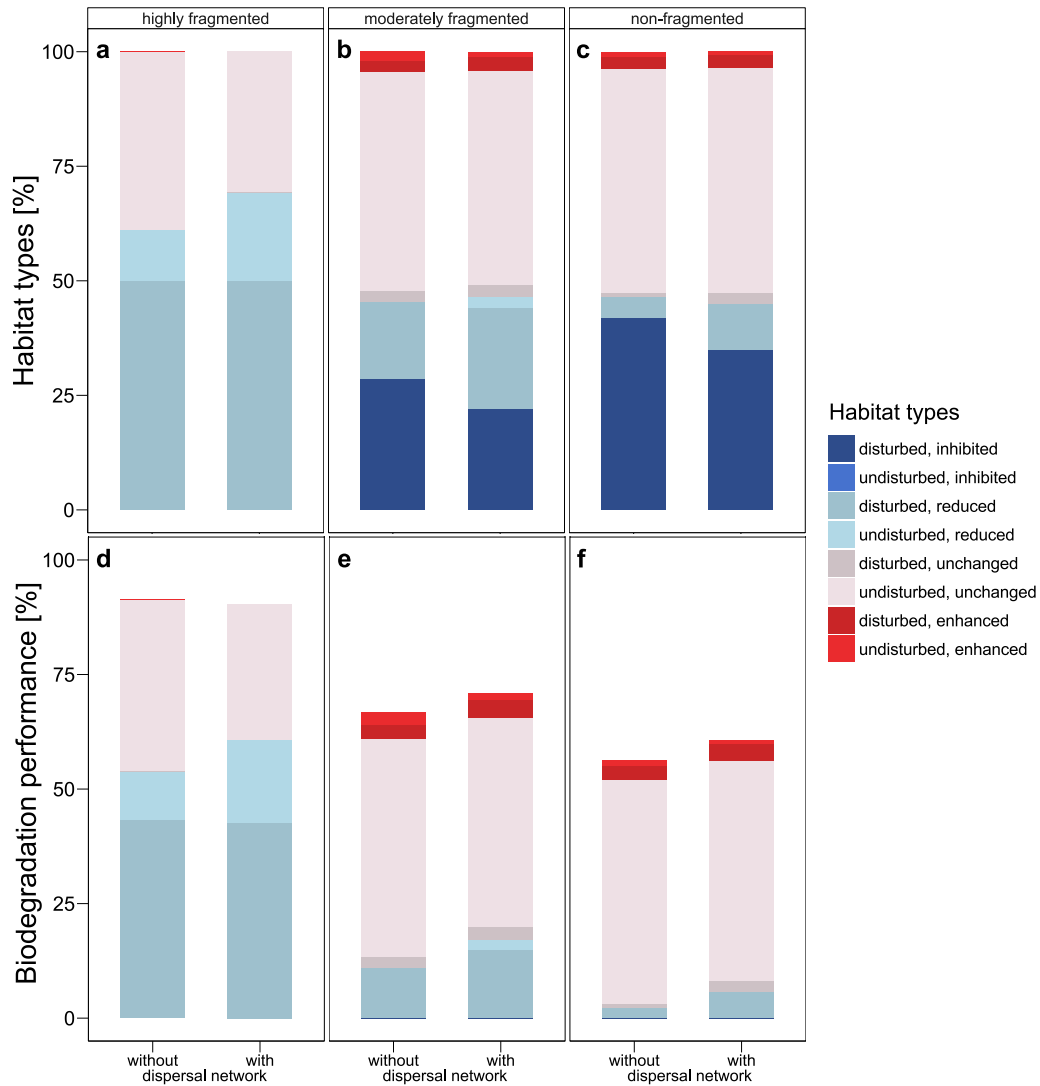 highly fragmented
moderately fragmented
non-fragmented
a
b
c
Habitat types [%]
100
75
50
25
0
d
e
f
Biodegradation performance [%]
100
75
50
25
0
without with
dispersal network
without with
dispersal network
without with
dispersal network
Habitat types
disturbed, inhibited
undisturbed, inhibited
disturbed, reduced
undisturbed, reduced
disturbed, unchanged
undisturbed, unchanged
disturbed, enhanced
undisturbed, enhanced